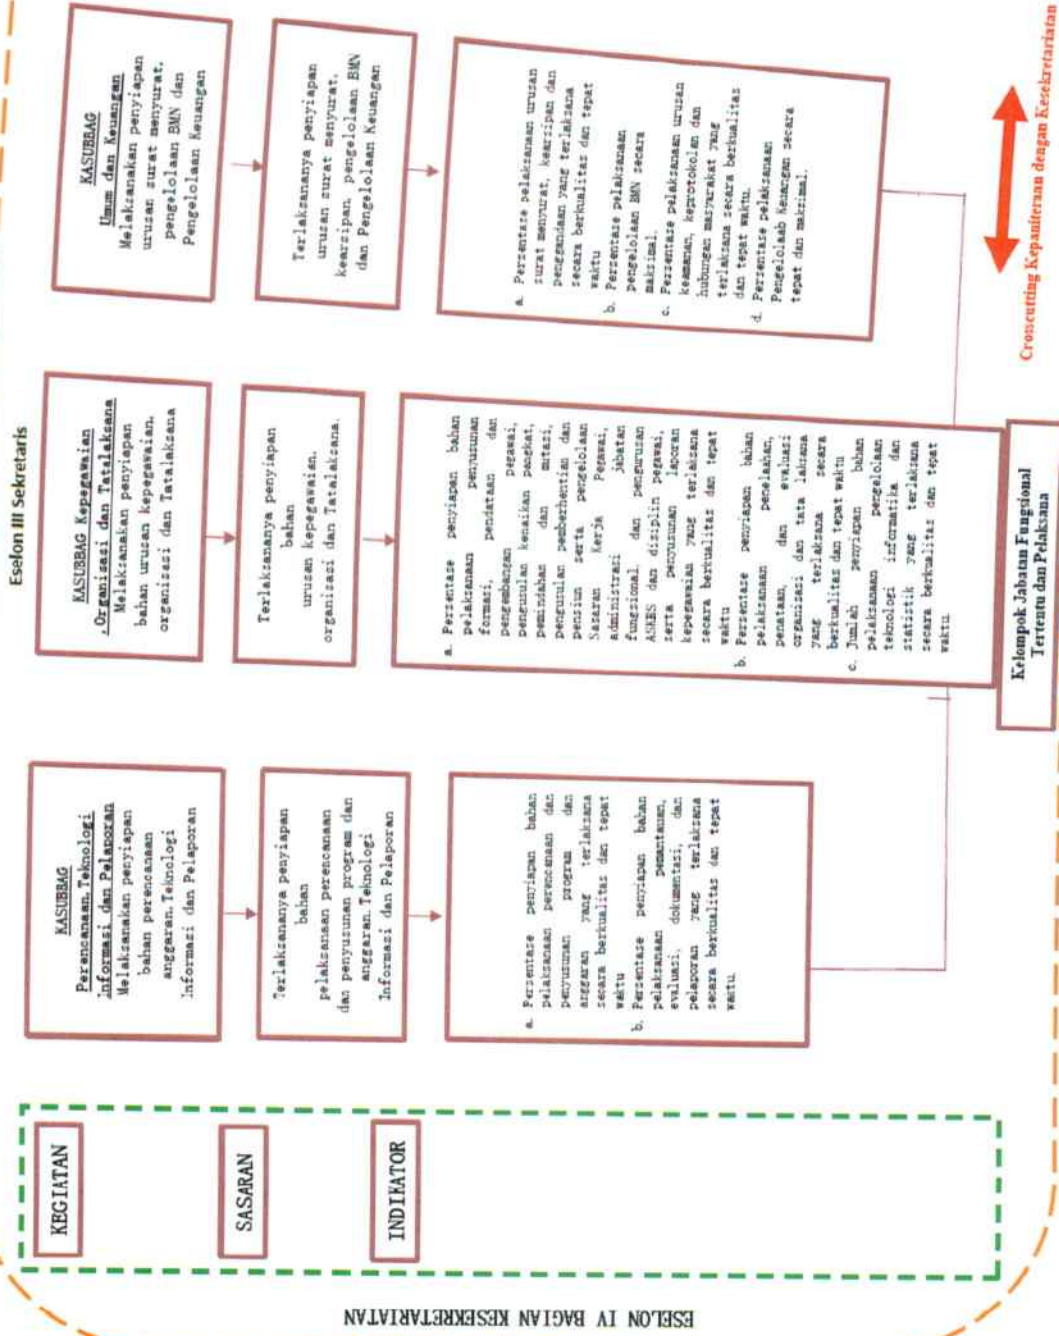 Eselon III Sekretaris
ESELON IV BAGIAN KESEKRETARIATAN
KEGIATAN
SASARAN
INDIKATOR
KASUBBAG
Perencanaan, Teknologi
Informasi dan Pelaporan
Melaksanakan penyiapan
bahan perencanaan
anggaran, Teknologi
Informasi dan Pelaporan
Terlaksananya penyiapan
bahan
pelaksanaan perencanaan
dan penyusunan program dan
anggaran, Teknologi
Informasi dan Pelaporan
a. Persentase penyiapan bahan
pelaksanaan perencanaan dan
penyusunan program dan
anggaran yang terlaksana
secara berkualitas dan tepat
waktu
b. Persentase penyiapan bahan
pelaksanaan pemantauan,
evaluasi, dokumentasi, dan
pelaporan yang terlaksana
secara berkualitas dan tepat
waktu.
KASUBBAG Kepegawaian
, Organisasi dan Tatalaksana
Melaksanakan penyiapan
bahan urusan kepegawaian,
organisasi dan Tatalaksana
Terlaksananya penyiapan
bahan
urusan kepegawaian,
organisasi dan Tatalaksana.
a. Persentase penyiapan bahan
pelaksanaan penyusunan
formasi, pendataan dan
pengembangan pegawai,
pengusulan kenaikan pangkat,
pemindahan dan mutasi,
pengusulan pemberhentian dan
pensiun serta pengelolaan
Sasaran Kerja Pegawai,
administrasi jabatan
fungsional, dan pengurusan
ASKES dan disiplin pegawai,
serta penyusunan laporan
kepegawaian yang terlaksana
secara berkualitas dan tepat
waktu
b. Persentase penyiapan bahan
pelaksanaan penelaahan,
penataan, dan evaluasi
organisasi dan tata laksana
yang terlaksana secara
berkualitas dan tepat waktu
c. Jumlah penyiapan bahan
pelaksanaan pengelolaan
teknologi informatika dan
satistik yang terlaksana
secara berkualitas dan tepat
waktu.
KASUBBAG
Umum dan Keuangan
Melaksanakan penyiapan
urusan surat menyurat,
pengelolaan BMN dan
Pengelolaan Keuangan
Terlaksananya penyiapan
urusan surat menyurat,
kearsipan, pengelolaan BMN
dan Pengelolaan Keuangan
a. Persentase pelaksanaan urusan
surat menyurat, kearsipan dan
penggandaan yang terlaksana
secara berkualitas dan tepat
waktu
b. Persentase pelaksanaan
pengelolaan BMN secara
maksimal.
c. Persentase pelaksanaan urusan
kemanan, keprotokolan dan
hubungan masyarakat yang
terlaksana secara berkualitas
dan tepat waktu.
d. Persentase pelaksanaan
Pengelolaab Keuangan secara
tepat dan maksimal.
Kelompok Jabatan Fungsional
Tertentu dan Pelaksana
Croscutting Kepaniteraan dengan Kesekretariatan